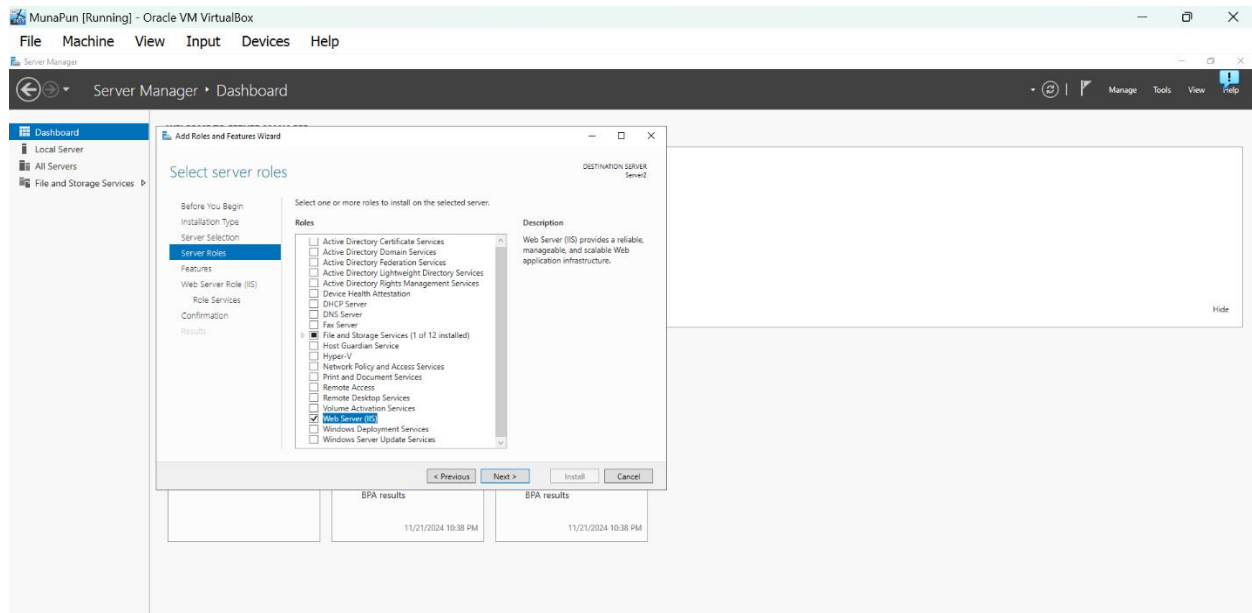 MunaPun [Running] - Oracle VM VirtualBox
File Machine View Input Devices Help
Server Manager
Server Manager • Dashboard
Manage Tools View Help
Dashboard
Local Server
All Servers
File and Storage Services
Add Roles and Features Wizard
Select server roles
DESTINATION SERVER
Server2
Before You Begin
Installation Type
Server Selection
Server Roles
Features
Web Server Role (IIS)
Role Services
Confirmation
Results
Select one or more roles to install on the selected server.
Roles
Active Directory Certificate Services
Active Directory Domain Services
Active Directory Federation Services
Active Directory Lightweight Directory Services
Active Directory Rights Management Services
Device Health Attestation
DHCP Server
DNS Server
Fax Server
File and Storage Services (1 of 12 installed)
Host Guardian Service
Hyper-V
Network Policy and Access Services
Print and Document Services
Remote Access
Remote Desktop Services
Volume Activation Services
Web Server (IIS)
Windows Deployment Services
Windows Server Update Services
Description
Web Server (IIS) provides a reliable,
manageable, and scalable Web
application infrastructure.
Hide
< Previous Next > Install Cancel
BPA results
11/21/2024 10:38 PM
BPA results
11/21/2024 10:38 PM